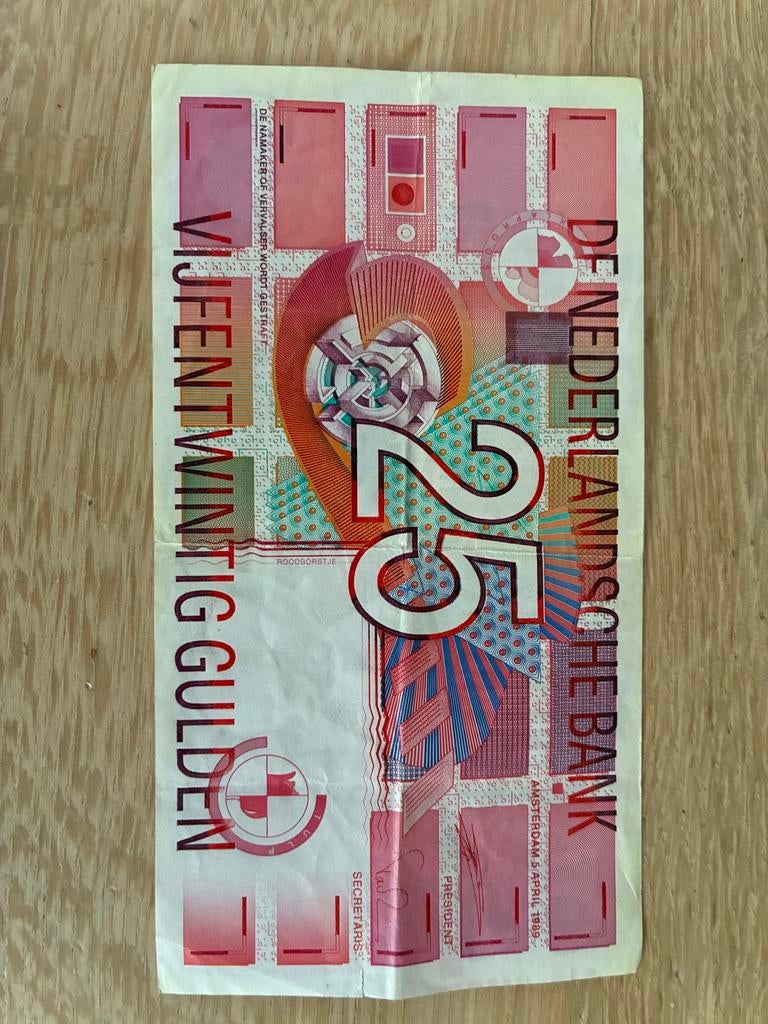 DE NEDERLANDSCHE BANK
AMSTERDAM 5 APRIL 1989
PRESIDENT
SECRETARIS
25
ROODBORSTJE
TULP
DE NAMAKER OF VERVALSER WORDT GESTRAFT
VIJFENTWINTIG GULDEN